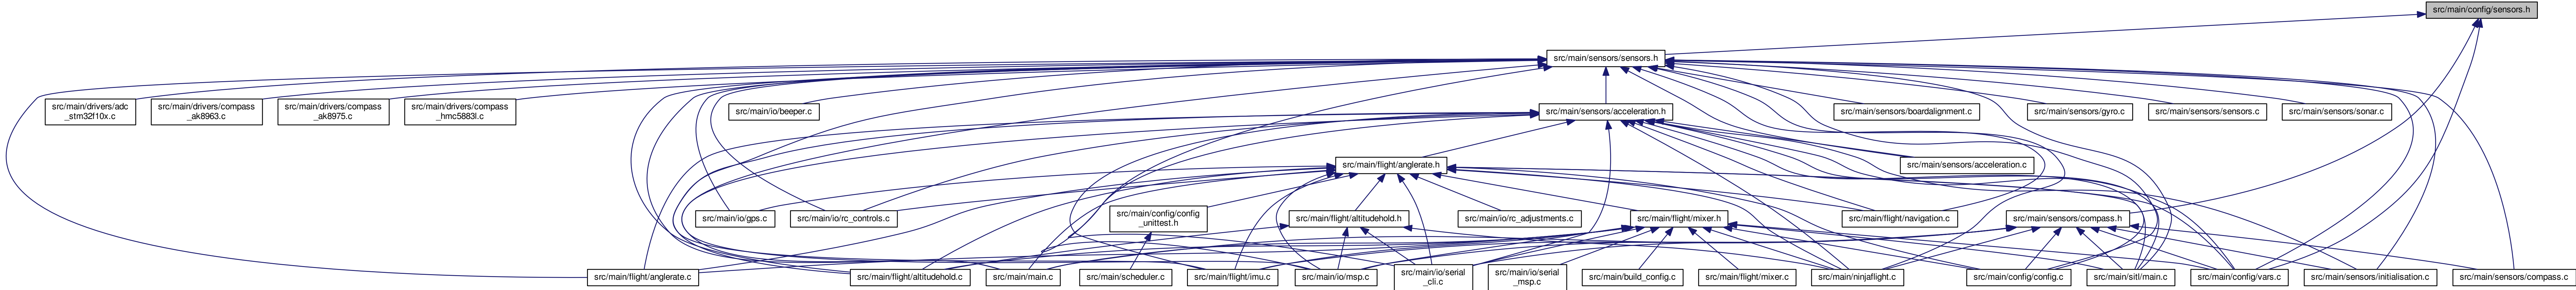 src/main/config/sensors.h
src/main/sensors/sensors.h
src/main/drivers/adc
_stm32f10x.c
src/main/drivers/compass
_ak8963.c
src/main/drivers/compass
_ak8975.c
src/main/drivers/compass
_hmc5883l.c
src/main/io/beeper.c
src/main/sensors/acceleration.h
src/main/sensors/boardalignment.c
src/main/sensors/gyro.c
src/main/sensors/sensors.c
src/main/sensors/sonar.c
src/main/flight/anglerate.h
src/main/sensors/acceleration.c
src/main/io/gps.c
src/main/io/rc_controls.c
src/main/config/config
_unittest.h
src/main/flight/altitudehold.h
src/main/io/rc_adjustments.c
src/main/flight/mixer.h
src/main/flight/navigation.c
src/main/sensors/compass.h
src/main/flight/anglerate.c
src/main/flight/altitudehold.c
src/main/main.c
src/main/scheduler.c
src/main/flight/imu.c
src/main/io/msp.c
src/main/io/serial
_cli.c
src/main/io/serial
_msp.c
src/main/build_config.c
src/main/flight/mixer.c
src/main/ninjaflight.c
src/main/config/config.c
src/main/sitl/main.c
src/main/config/vars.c
src/main/sensors/initialisation.c
src/main/sensors/compass.c